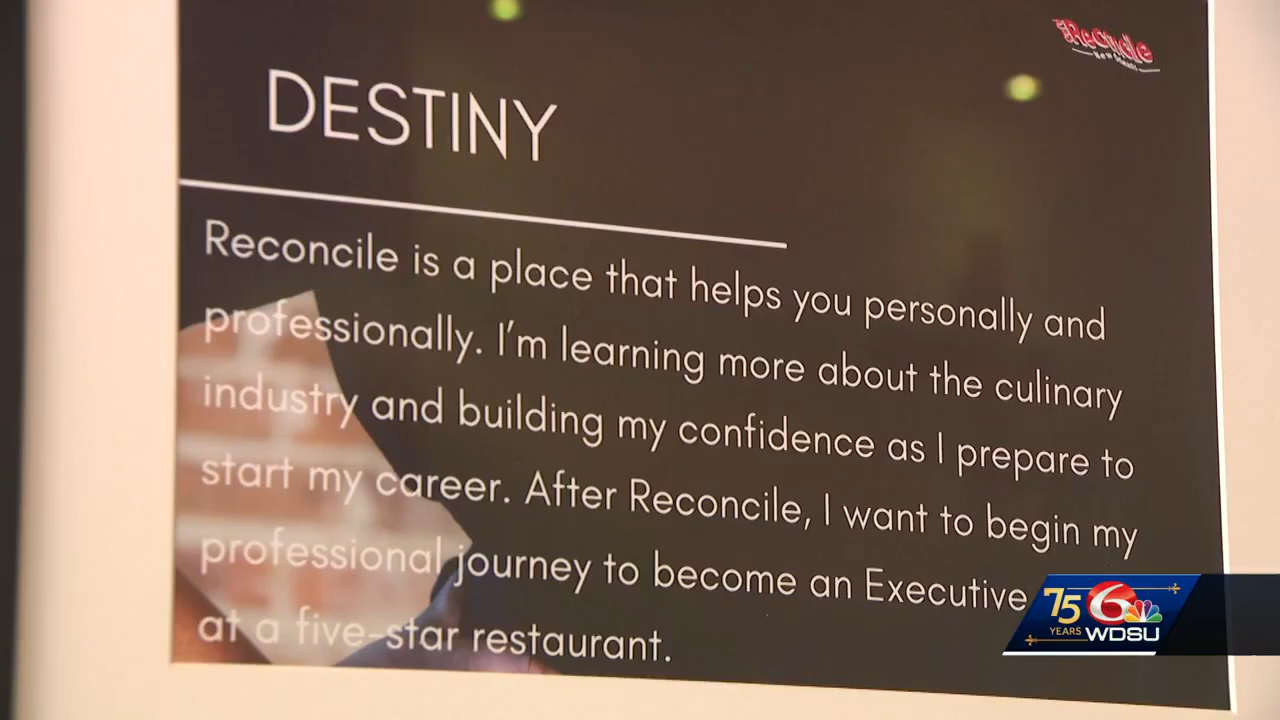 DESTINY
Reconcile is a place that helps you personally and
professionally. I'm learning more about the culinary
industry and building my confidence as I prepare to
start my career. After Reconcile, I want to begin my
professional journey to become an Executive
at a five-star restaurant.
75
YEARS
6
WDSU